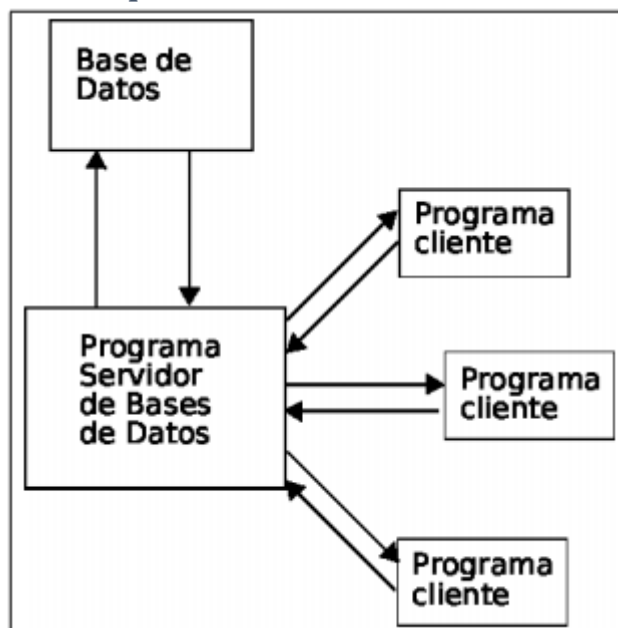 Base de
Datos
Programa
cliente
Programa
Servidor
de Bases
de Datos
Programa
cliente
Programa
cliente